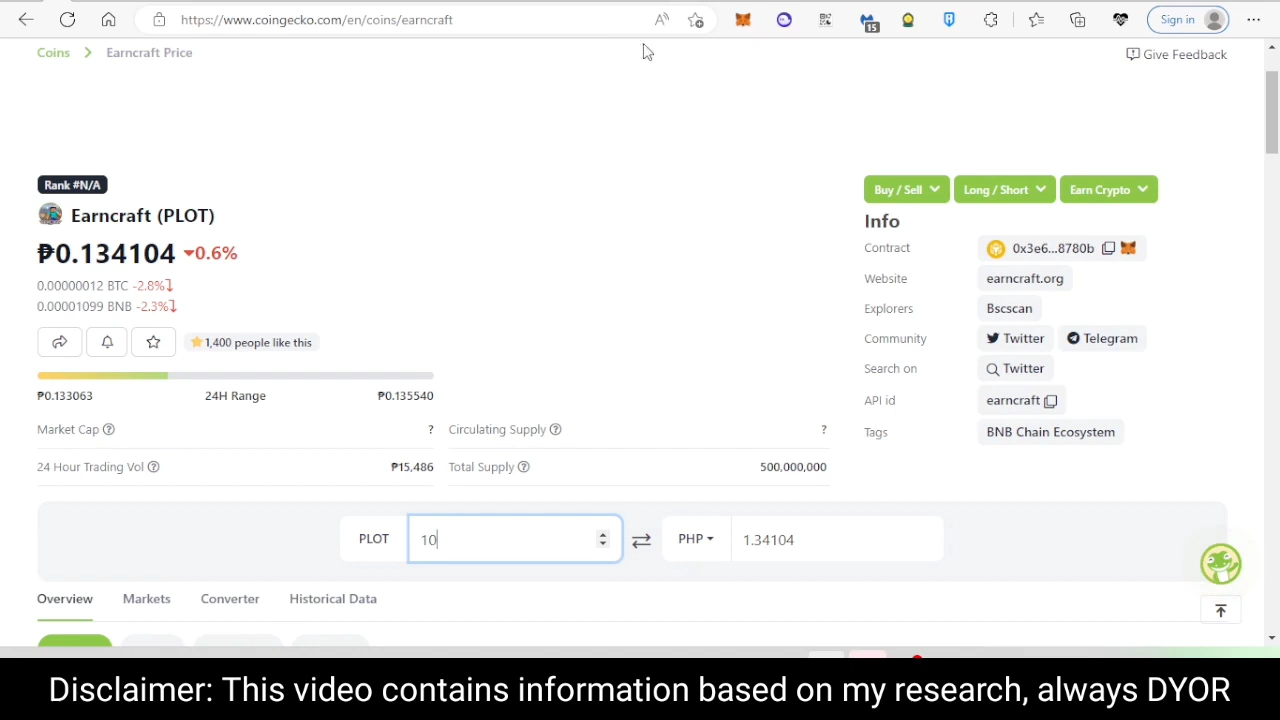 https://www.coingecko.com/en/coins/earncraft
A
15
Sign in
Coins
Earncraft Price
Give Feedback
Rank #N/A
Earncraft (PLOT)
₱0.134104 0.6%
0.00000012 BTC -2.8%
0.00001099 BNB -2.3%
1,400 people like this
₱0.133063 24H Range ₱0.135540
Market Cap ? ?
Circulating Supply ? ?
24 Hour Trading Vol ? ₱15,486
Total Supply ? 500,000,000
Buy / Sell
Long / Short
Earn Crypto
Info
Contract 0x3e6...8780b
Website earncraft.org
Explorers Bscscan
Community Twitter Telegram
Search on Twitter
API id earncraft
Tags BNB Chain Ecosystem
PLOT 10 PHP 1.34104
Overview Markets Converter Historical Data
Disclaimer: This video contains information based on my research, always DYOR